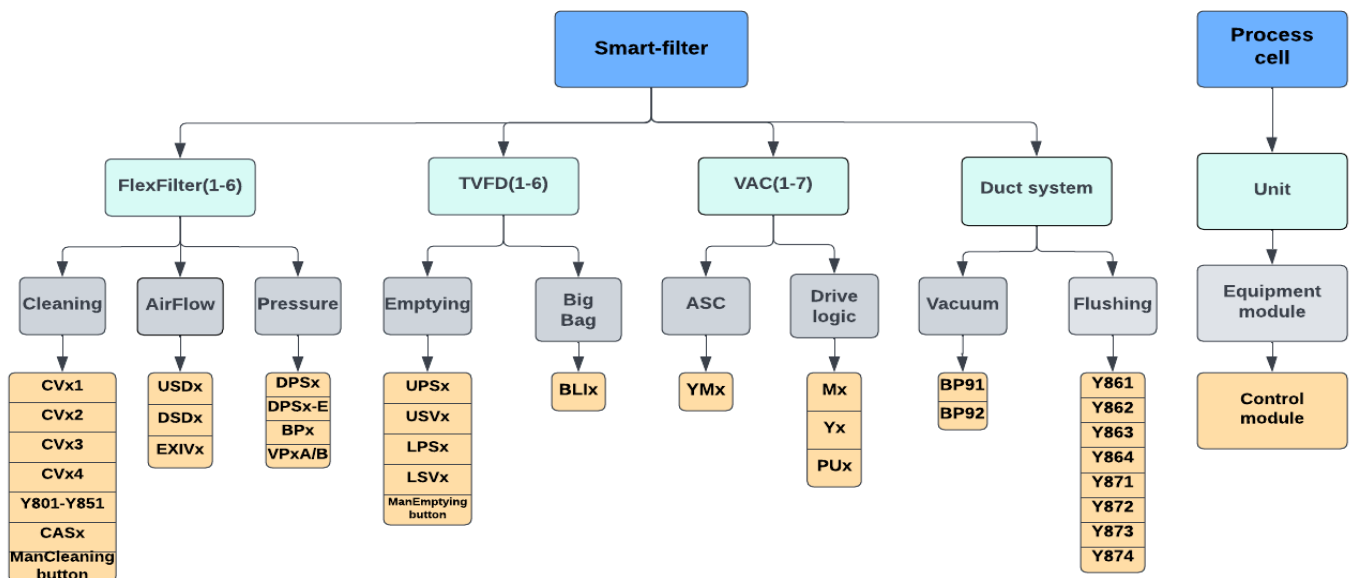 Smart-filter
Process
cell
FlexFilter(1-6)
TVFD(1-6)
VAC(1-7)
Duct system
Unit
Cleaning
AirFlow
Pressure
Emptying
Big
Bag
ASC
Drive
logic
Vacuum
Flushing
Equipment
module
CVx1
CVx2
CVx3
CVx4
Y801-Y851
CASx
ManCleaning
button
USDx
DSDx
EXIVx
DPSx
DPSx-E
BPx
VPxA/B
UPSx
USVx
LPSx
LSVx
ManEmptying
button
BLIx
YMx
Mx
Yx
PUx
BP91
BP92
Y861
Y862
Y863
Y864
Y871
Y872
Y873
Y874
Control
module